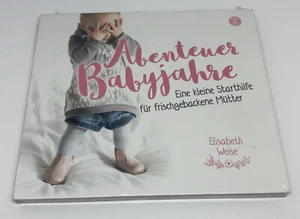 Abenteuer
Babyjahre
Eine kleine Starthilfe
für frischgebackene Mütter
Elisabeth
Weise